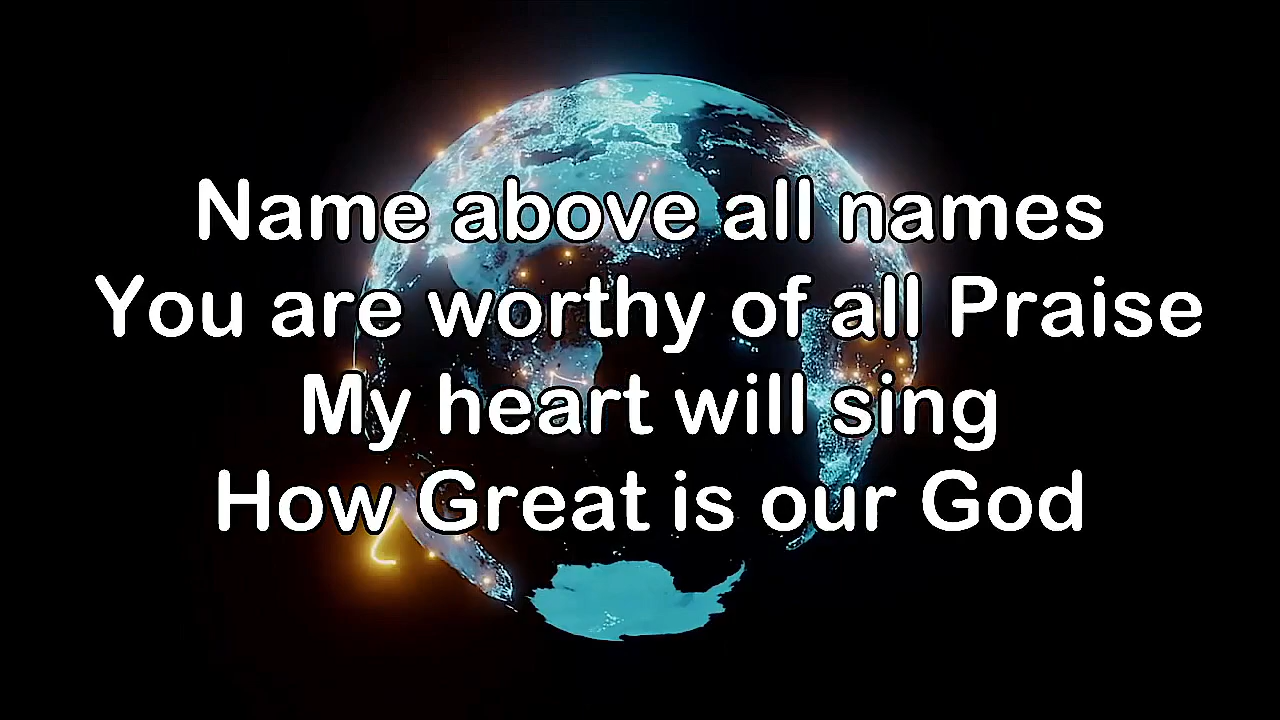 Name above all names
You are worthy of all Praise
My heart will sing
How Great is our God